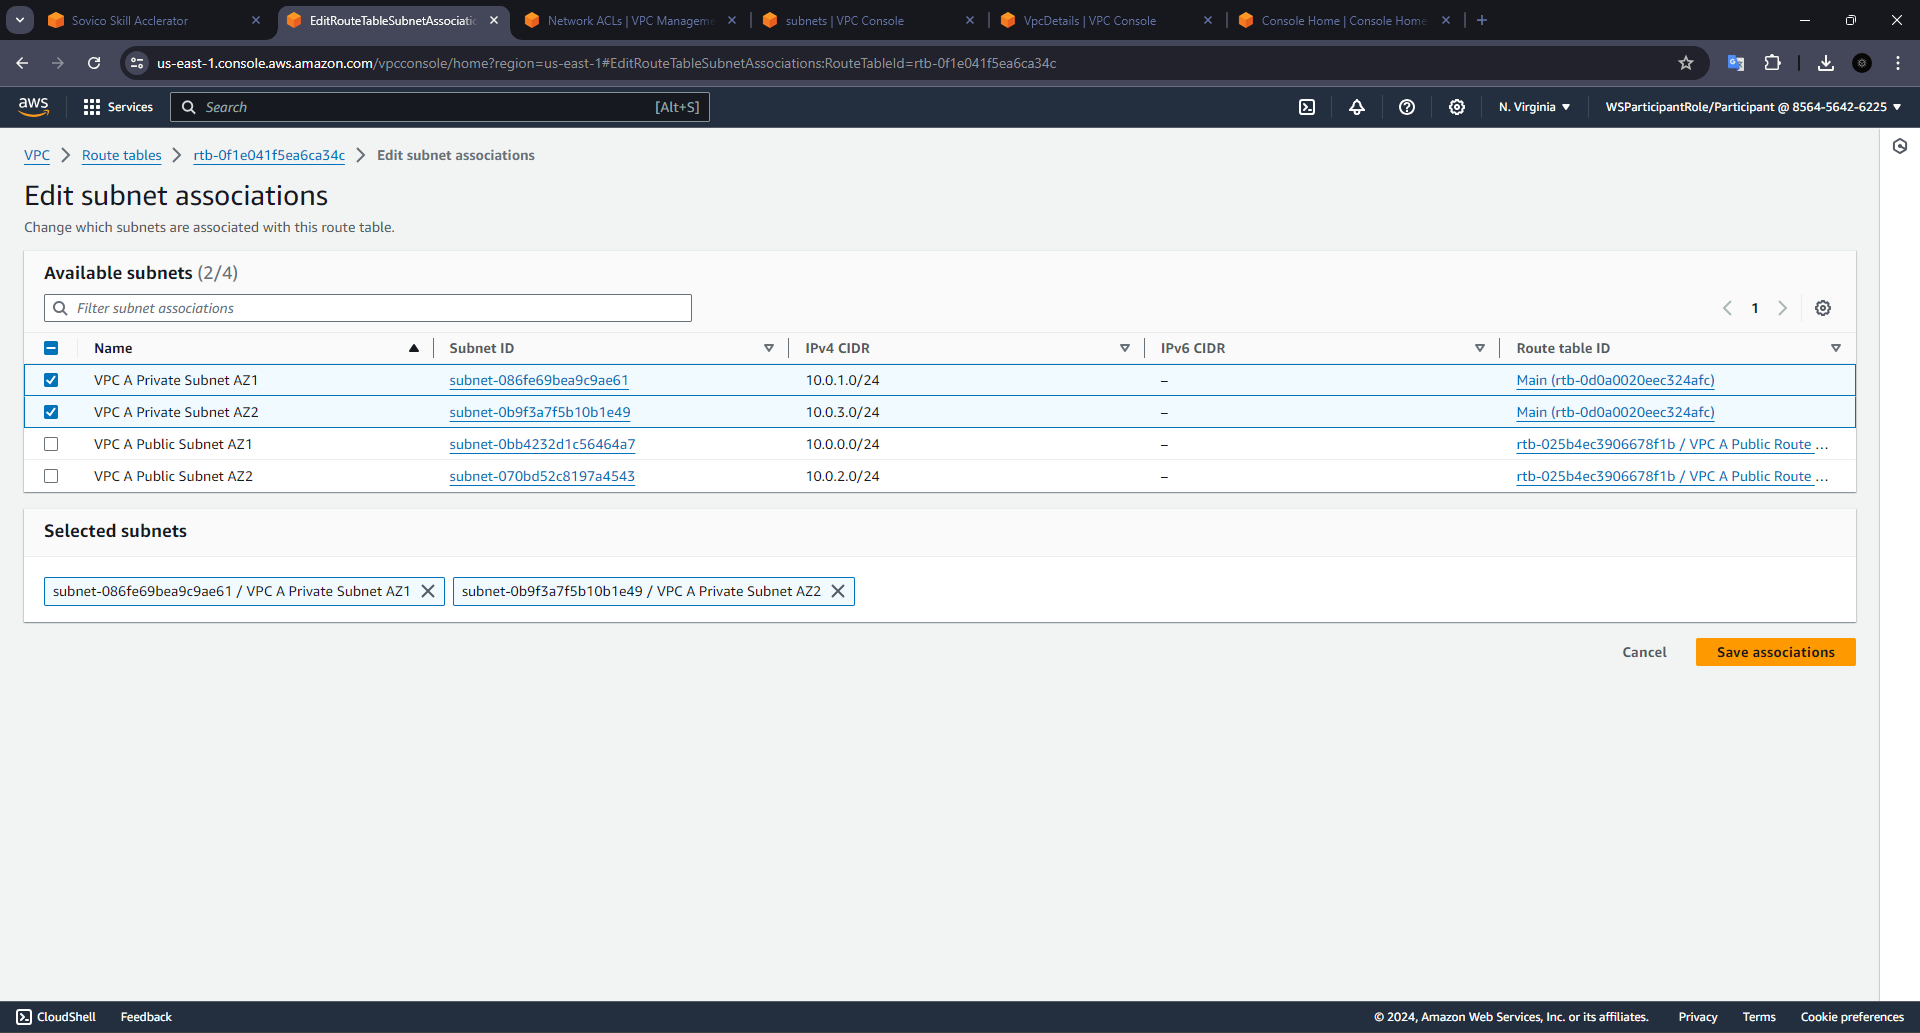 Sovico Skill Acclerator
EditRouteTableSubnetAssociatio
Network ACLs | VPC Manageme
subnets | VPC Console
VpcDetails | VPC Console
Console Home | Console Home
us-east-1.console.aws.amazon.com/vpcconsole/home?region=us-east-1#EditRouteTableSubnetAssociations:RouteTableId=rtb-0f1e041f5ea6ca34c
aws
Services
Search
[Alt+S]
N. Virginia
WSParticipantRole/Participant @ 8564-5642-6225
VPC
Route tables
rtb-0f1e041f5ea6ca34c
Edit subnet associations
Edit subnet associations
Change which subnets are associated with this route table.
Available subnets (2/4)
Filter subnet associations
1
Name Subnet ID IPv4 CIDR IPv6 CIDR Route table ID
VPC A Private Subnet AZ1 subnet-086fe69bea9c9ae61 10.0.1.0/24 – Main (rtb-0d0a0020eec324afc)
VPC A Private Subnet AZ2 subnet-0b9f3a7f5b10b1e49 10.0.3.0/24 – Main (rtb-0d0a0020eec324afc)
VPC A Public Subnet AZ1 subnet-0bb4232d1c56464a7 10.0.0.0/24 – rtb-025b4ec3906678f1b / VPC A Public Route ...
VPC A Public Subnet AZ2 subnet-070bd52c8197a4543 10.0.2.0/24 – rtb-025b4ec3906678f1b / VPC A Public Route ...
Selected subnets
subnet-086fe69bea9c9ae61 / VPC A Private Subnet AZ1
subnet-0b9f3a7f5b10b1e49 / VPC A Private Subnet AZ2
Cancel
Save associations
CloudShell
Feedback
© 2024, Amazon Web Services, Inc. or its affiliates.
Privacy
Terms
Cookie preferences